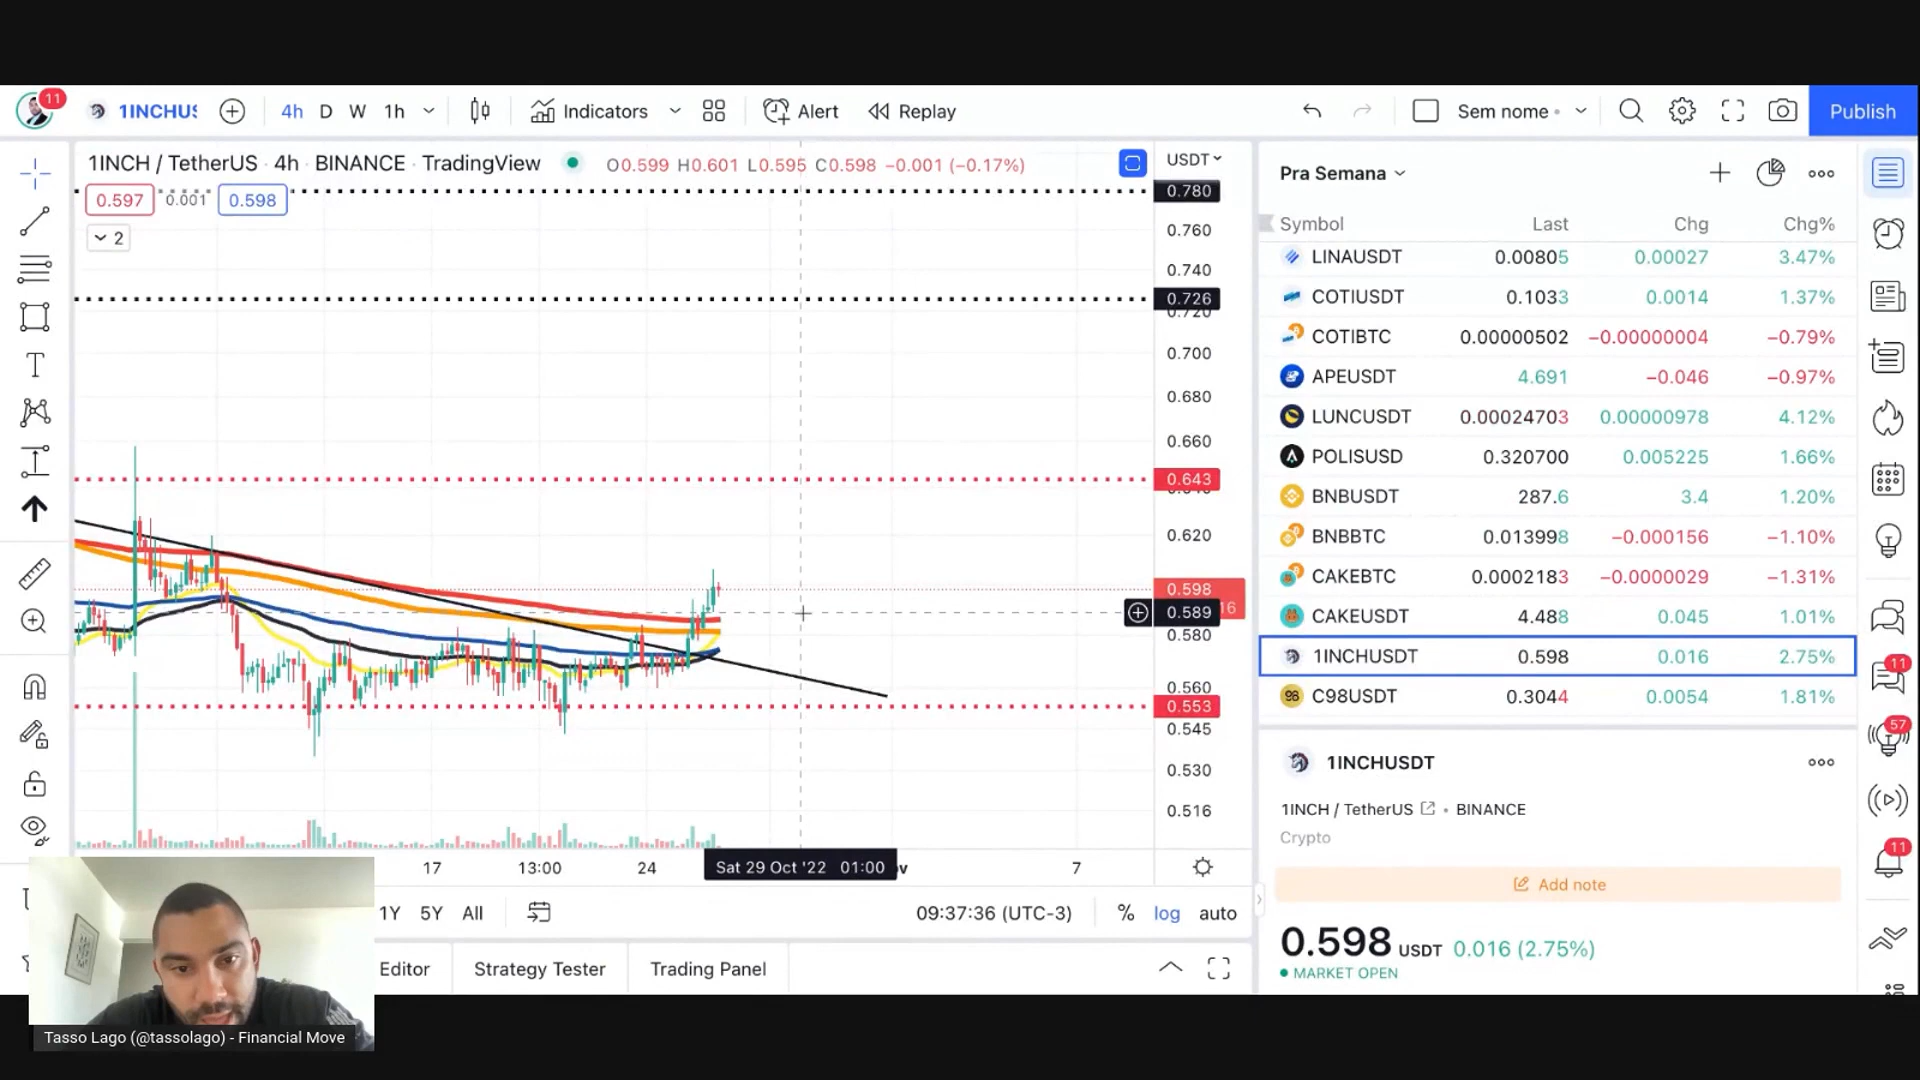 11
1INCHUS
4h D W 1h Indicators Alert Replay
Sem nome
Publish
1INCH / TetherUS · 4h · BINANCE · TradingView
O0.599 H0.601 L0.595 C0.598 −0.001 (−0.17%)
0.597 0.001 0.598
2
USDT
0.780
0.760
0.740
0.726
0.720
0.700
0.680
0.660
0.643
0.620
0.598
16
0.589
0.580
0.560
0.553
0.545
0.530
0.516
17 13:00 24 Sat 29 Oct '22 01:00 7
1Y 5Y All
09:37:36 (UTC-3) % log auto
Editor Strategy Tester Trading Panel
Pra Semana
Symbol Last Chg Chg%
LINAUSDT 0.00805 0.00027 3.47%
COTIUSDT 0.1033 0.0014 1.37%
COTIBTC 0.00000502 −0.00000004 −0.79%
APEUSDT 4.691 −0.046 −0.97%
LUNCUSDT 0.00024703 0.00000978 4.12%
POLISUSD 0.320700 0.005225 1.66%
BNBUSDT 287.6 3.4 1.20%
BNBBTC 0.013998 −0.000156 −1.10%
CAKEBTC 0.0002183 −0.0000029 −1.31%
CAKEUSDT 4.488 0.045 1.01%
1INCHUSDT 0.598 0.016 2.75%
C98USDT 0.3044 0.0054 1.81%
1INCHUSDT
1INCH / TetherUS • BINANCE
Crypto
Add note
0.598 USDT 0.016 (2.75%)
MARKET OPEN
11
57
11
Tasso Lago (@tassolago) - Financial Move